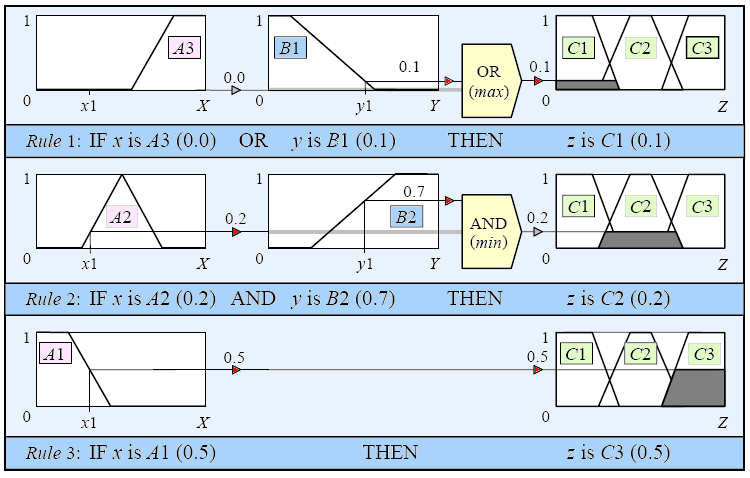 1 A3 0.0 1 B1 0.1 OR (max) 0.1 1 C1 C2 C3
0 x1 X 0 y1 Y 0 Z
Rule 1: IF x is A3 (0.0) OR y is B1 (0.1) THEN z is C1 (0.1)
1 A2 0.2 1 0.7 B2 AND (min) 0.2 1 C1 C2 C3
0 x1 X 0 y1 Y 0 Z
Rule 2: IF x is A2 (0.2) AND y is B2 (0.7) THEN z is C2 (0.2)
1 A1 0.5 1 0.5 C1 C2 C3
0 x1 X 0 Z
Rule 3: IF x is A1 (0.5) THEN z is C3 (0.5)